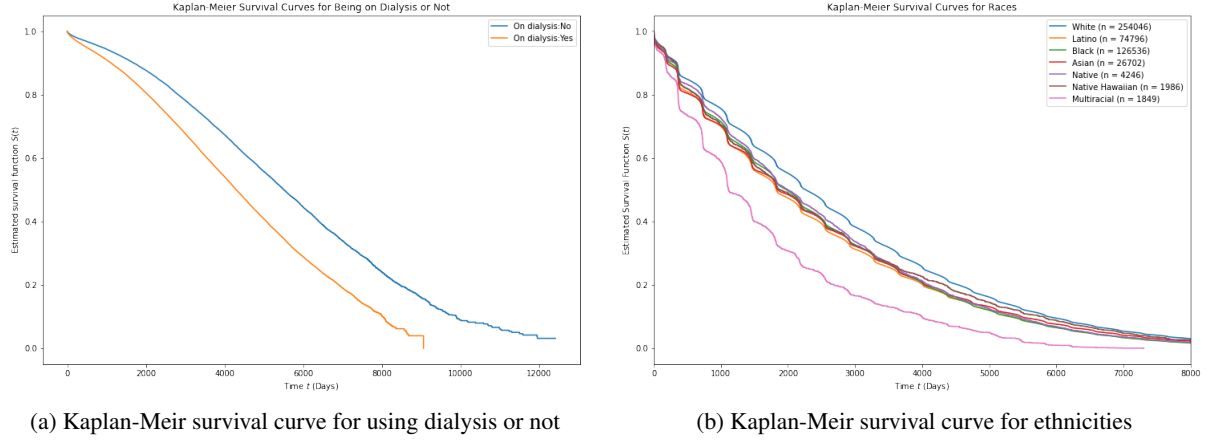 Kaplan-Meier Survival Curves for Being on Dialysis or Not
On dialysis:No
On dialysis:Yes
Estimated survival function S(t)
1.0
0.8
0.6
0.4
0.2
0.0
0 2000 4000 6000 8000 10000 12000
Time t (Days)
(a) Kaplan-Meir survival curve for using dialysis or not
Kaplan-Meier Survival Curves for Races
White (n = 254046)
Latino (n = 74796)
Black (n = 126536)
Asian (n = 26702)
Native (n = 4246)
Native Hawaiian (n = 1986)
Multiracial (n = 1849)
Estimated Survival Function S(t)
1.0
0.8
0.6
0.4
0.2
0.0
0 1000 2000 3000 4000 5000 6000 7000 8000
Time t (Days)
(b) Kaplan-Meir survival curve for ethnicities